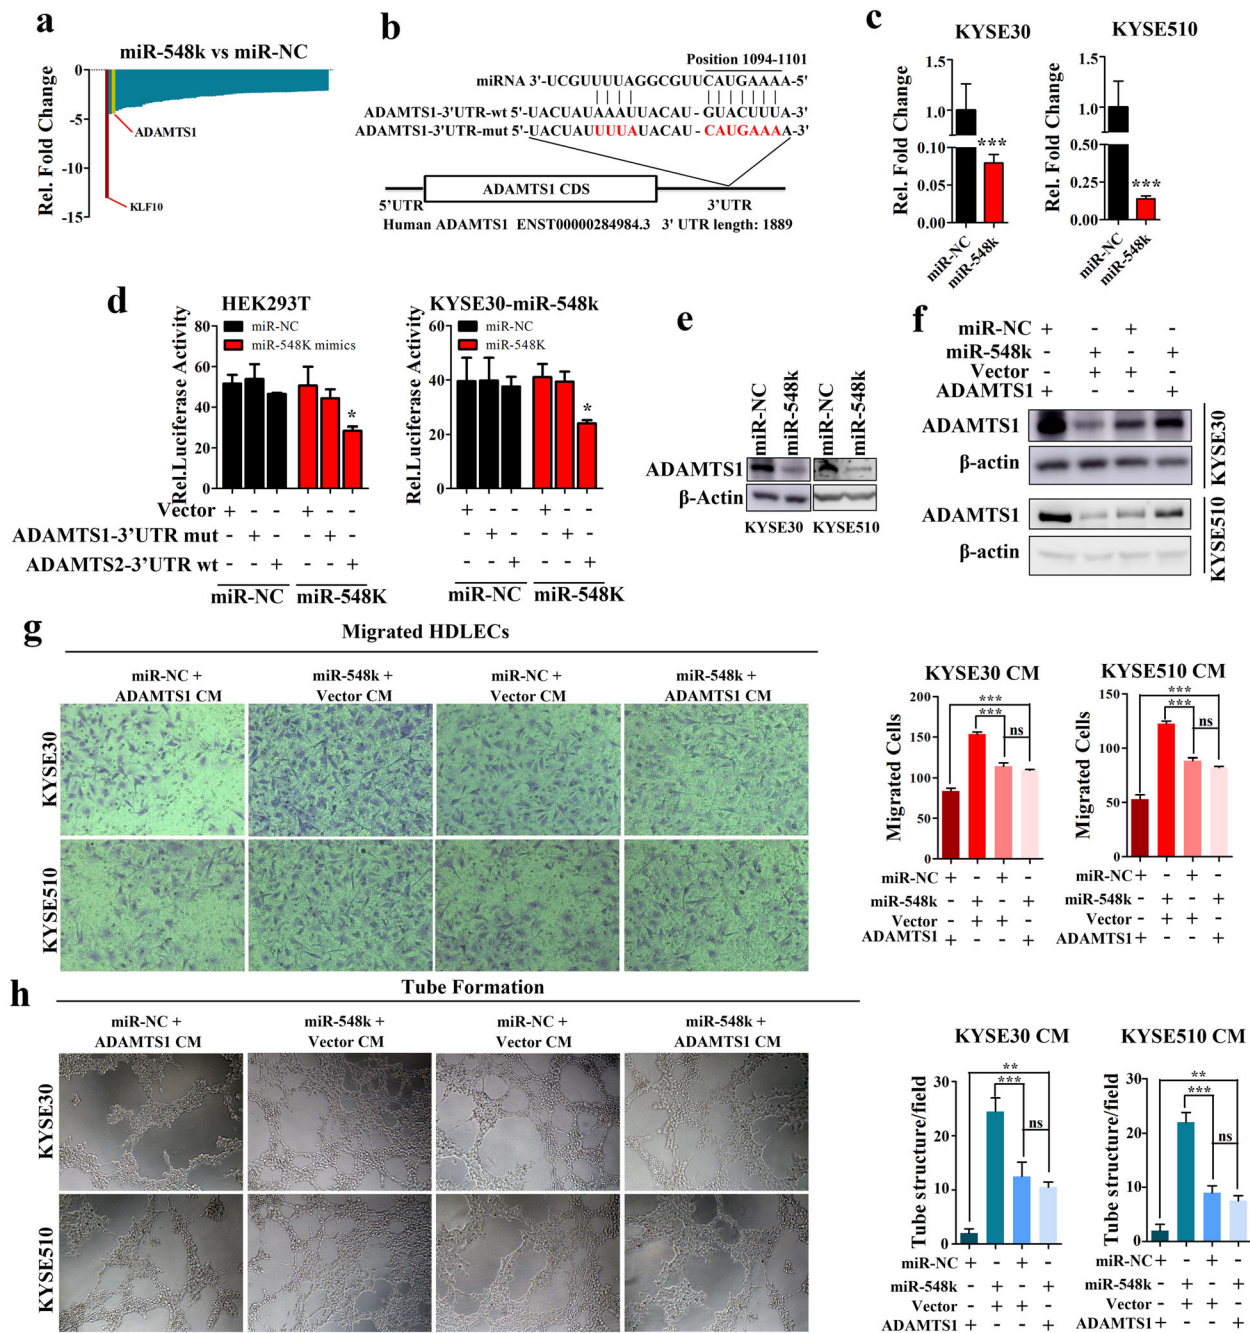 a
miR-548k vs miR-NC
Rel. Fold Change
0
-5
-10
-15
ADAMTS1
KLF10
b
Position 1094-1101
miRNA 3'-UCGUUUUAGGCGUUCAUGAAAA-5'
ADAMTS1-3'UTR-wt 5'-UACUAUAAAUUACAU - GUACUUUA-3'
ADAMTS1-3'UTR-mut 5'-UACUAUUUUAUACAU - CAUGAAAA-3'
ADAMTS1 CDS
5'UTR
3'UTR
Human ADAMTS1 ENST00000284984.3 3' UTR length: 1889
c
KYSE30
Rel. Fold Change
1.5
1.0
0.10
0.05
0.00
***
miR-NC
miR-548k
KYSE510
Rel. Fold Change
1.5
1.0
0.50
0.25
0.00
***
miR-NC
miR-548k
d
HEK293T
Rel.Luciferase Activity
80
60
40
20
0
miR-NC
miR-548K mimics
*
KYSE30-miR-548k
Rel.Luciferase Activity
60
40
20
0
miR-NC
miR-548K
*
Vector + - - + - - + - - + - -
ADAMTS1-3'UTR mut - + - - + - - + - - + -
ADAMTS2-3'UTR wt - - + - - + - - + - - +
miR-NC miR-548K miR-NC miR-548K
e
miR-NC
miR-548k
miR-NC
miR-548k
ADAMTS1
β-Actin
KYSE30 KYSE510
f
miR-NC + - + -
miR-548k - + - +
Vector - + + -
ADAMTS1 + - - +
ADAMTS1
β-actin
KYSE30
ADAMTS1
β-actin
KYSE510
g
Migrated HDLECs
miR-NC +
ADAMTS1 CM
miR-548k +
Vector CM
miR-NC +
Vector CM
miR-548k +
ADAMTS1 CM
KYSE30
KYSE510
KYSE30 CM
Migrated Cells
200
150
100
50
0
***
***
ns
miR-NC + - + -
miR-548k - + - +
Vector - + + -
ADAMTS1 + - - +
KYSE510 CM
Migrated Cells
150
100
50
0
***
***
ns
miR-NC + - + -
miR-548k - + - +
Vector - + + -
ADAMTS1 + - - +
h
Tube Formation
miR-NC +
ADAMTS1 CM
miR-548k +
Vector CM
miR-NC +
Vector CM
miR-548k +
ADAMTS1 CM
KYSE30
KYSE510
KYSE30 CM
Tube structure/field
30
20
10
0
**
***
ns
miR-NC + - + -
miR-548k - + - +
Vector - + + -
ADAMTS1 + - - +
KYSE510 CM
Tube structure/field
30
20
10
0
**
***
ns
miR-NC + - + -
miR-548k - + - +
Vector - + + -
ADAMTS1 + - - +